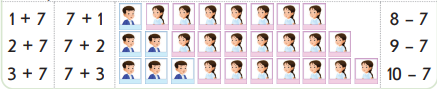 1 + 7 7 + 1 8 – 7
2 + 7 7 + 2 9 – 7
3 + 7 7 + 3 10 – 7